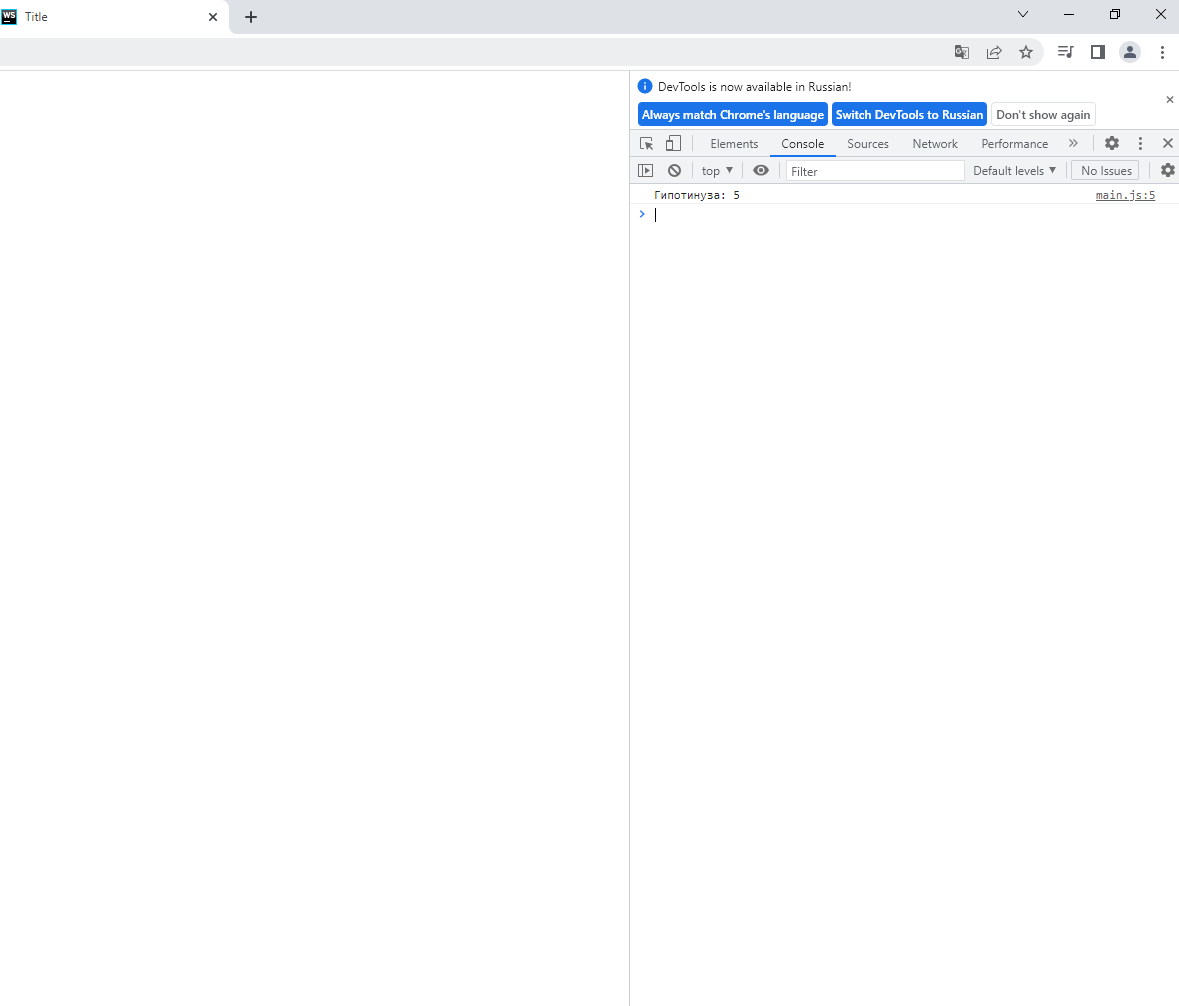 WS Title
DevTools is now available in Russian!
Always match Chrome's language Switch DevTools to Russian Don't show again
Elements Console Sources Network Performance
top Filter Default levels No Issues
Гипотинуза: 5 main.js:5